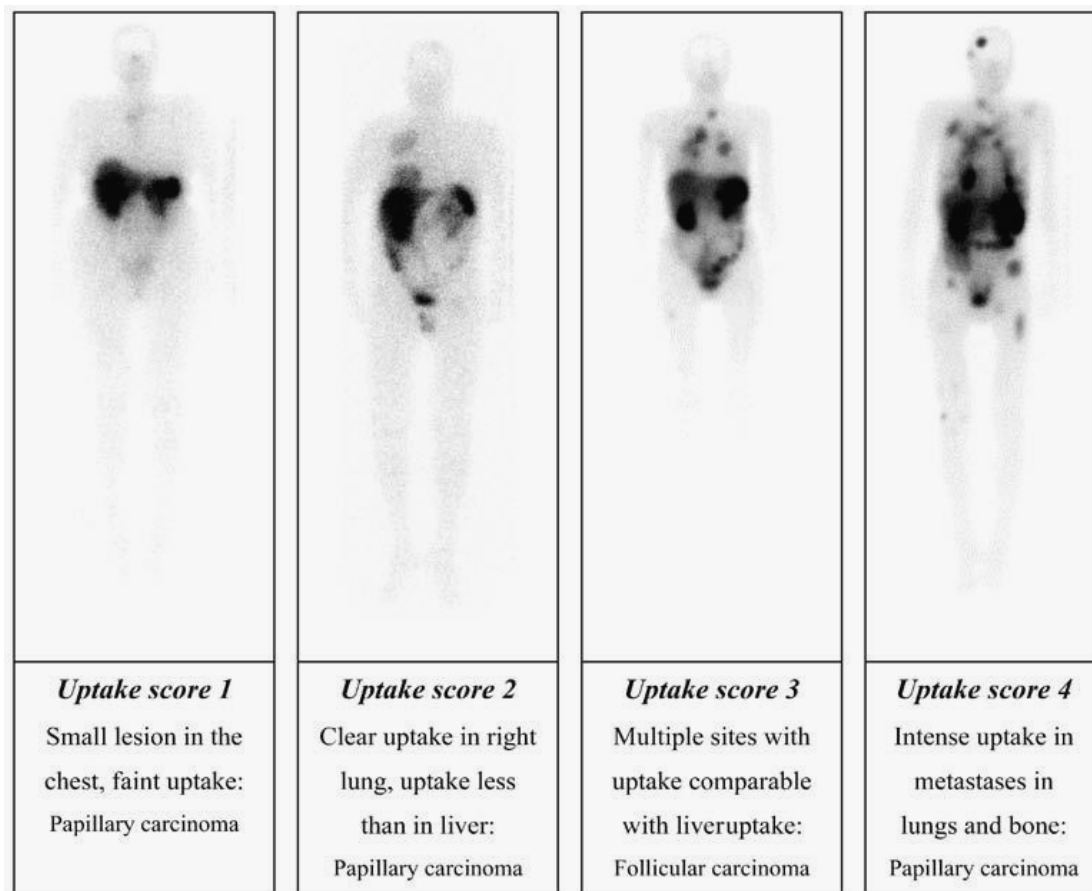 Uptake score 1
Small lesion in the
chest, faint uptake:
Papillary carcinoma
Uptake score 2
Clear uptake in right
lung, uptake less
than in liver:
Papillary carcinoma
Uptake score 3
Multiple sites with
uptake comparable
with liveruptake:
Follicular carcinoma
Uptake score 4
Intense uptake in
metastases in
lungs and bone:
Papillary carcinoma